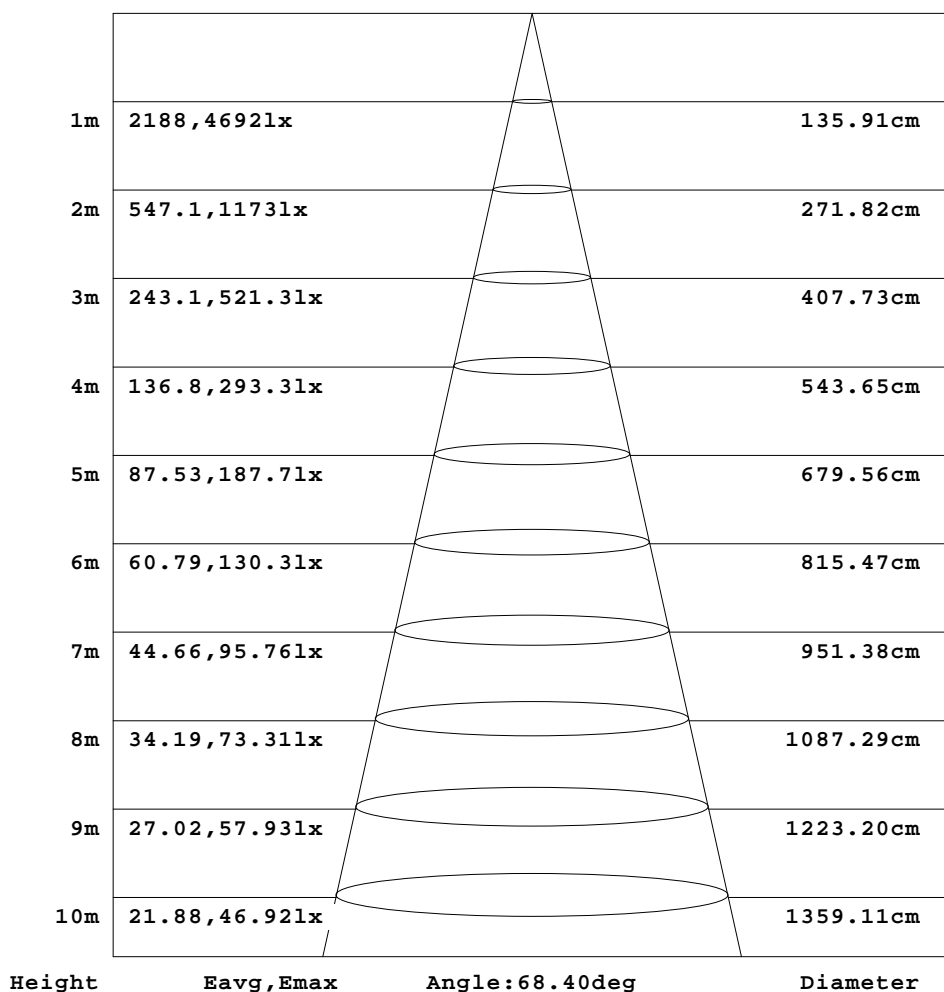 1m 2188,4692lx 135.91cm
2m 547.1,1173lx 271.82cm
3m 243.1,521.3lx 407.73cm
4m 136.8,293.3lx 543.65cm
5m 87.53,187.7lx 679.56cm
6m 60.79,130.3lx 815.47cm
7m 44.66,95.76lx 951.38cm
8m 34.19,73.31lx 1087.29cm
9m 27.02,57.93lx 1223.20cm
10m 21.88,46.92lx 1359.11cm
Height Eavg,Emax Angle:68.40deg Diameter